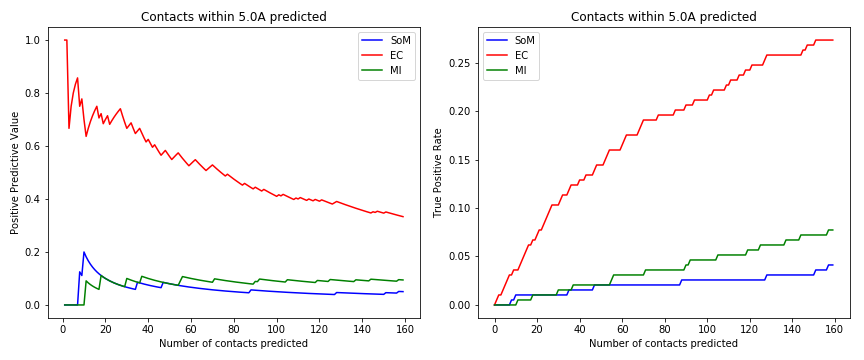 Contacts within 5.0A predicted
Positive Predictive Value
1.0
0.8
0.6
0.4
0.2
0.0
SoM
EC
MI
0 20 40 60 80 100 120 140 160
Number of contacts predicted
Contacts within 5.0A predicted
True Positive Rate
0.25
0.20
0.15
0.10
0.05
0.00
SoM
EC
MI
0 20 40 60 80 100 120 140 160
Number of contacts predicted